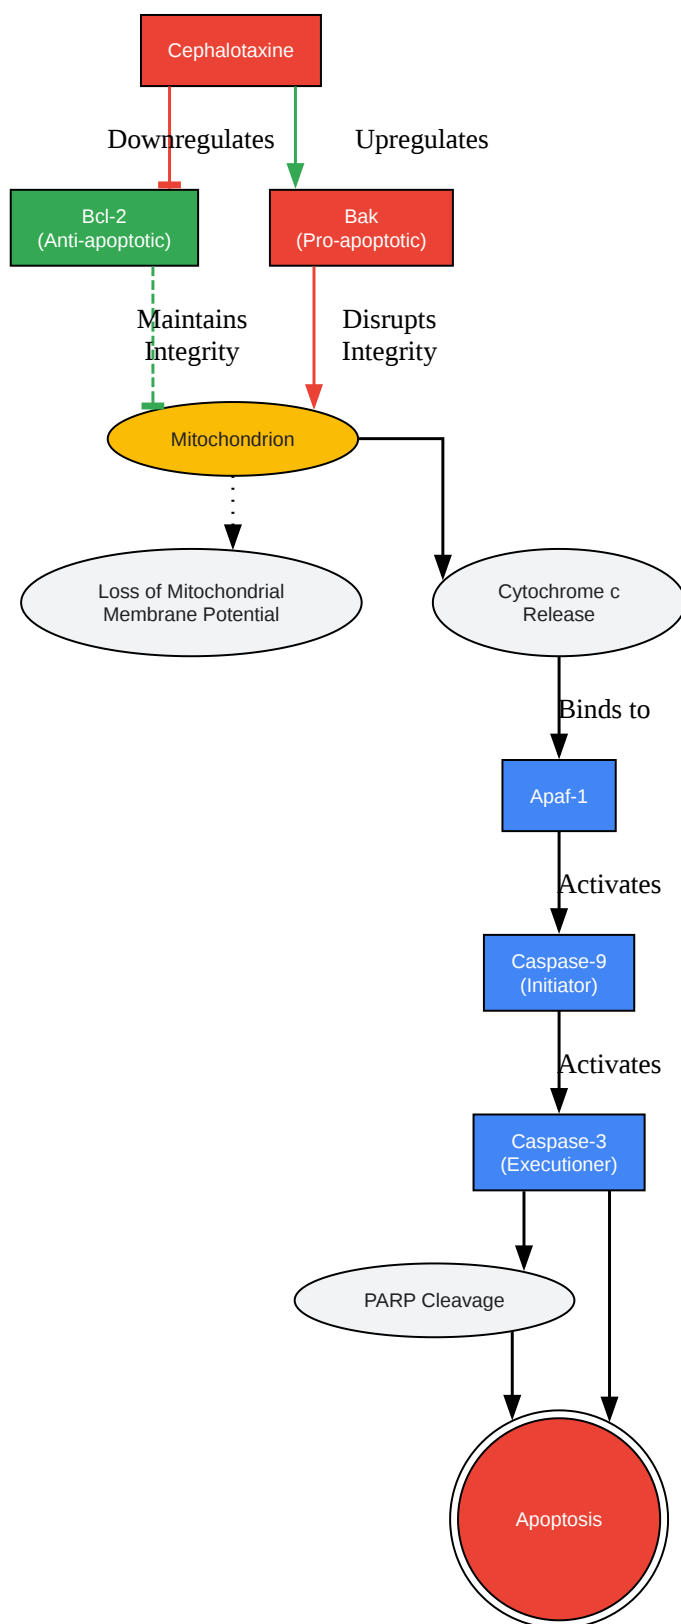 Cephalotaxine
Downregulates
Upregulates
Bcl-2
(Anti-apoptotic)
Bak
(Pro-apoptotic)
Maintains
Integrity
Disrupts
Integrity
Mitochondrion
Loss of Mitochondrial
Membrane Potential
Cytochrome c
Release
Binds to
Apaf-1
Activates
Caspase-9
(Initiator)
Activates
Caspase-3
(Executioner)
PARP Cleavage
Apoptosis